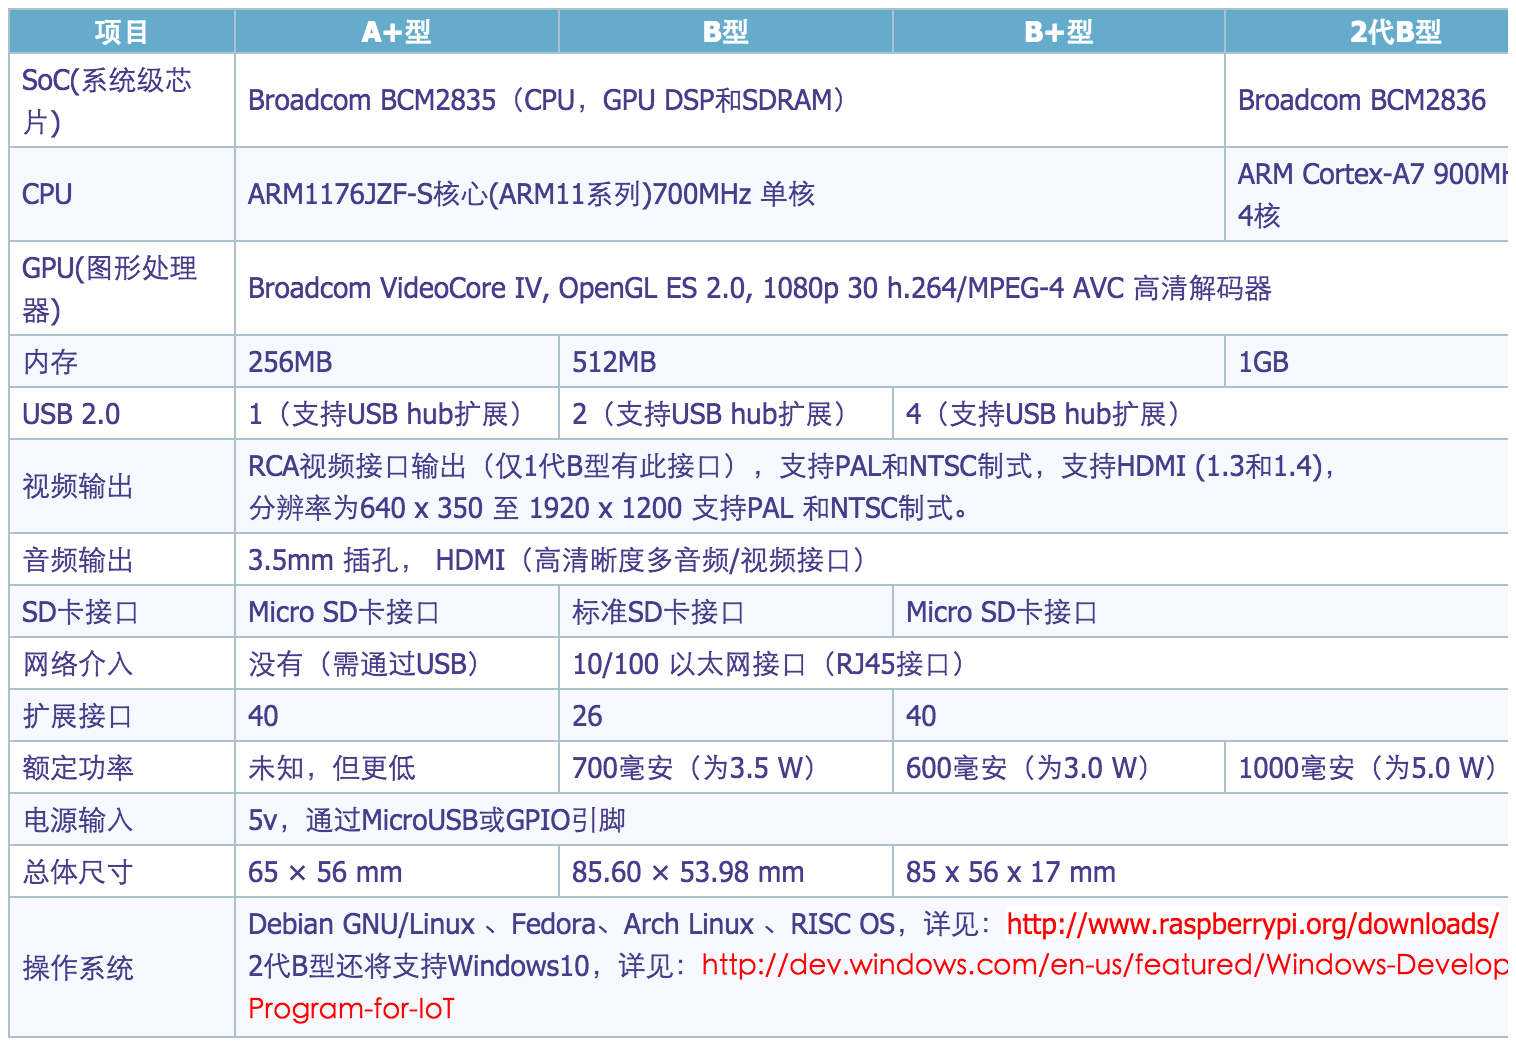 项目 A+型 B型 B+型 2代B型
SoC(系统级芯
片)
Broadcom BCM2835（CPU，GPU DSP和SDRAM）
Broadcom BCM2836
CPU
ARM1176JZF-S核心(ARM11系列)700MHz 单核
ARM Cortex-A7 900MH
4核
GPU(图形处理
器)
Broadcom VideoCore IV, OpenGL ES 2.0, 1080p 30 h.264/MPEG-4 AVC 高清解码器
内存 256MB 512MB 1GB
USB 2.0 1（支持USB hub扩展） 2（支持USB hub扩展） 4（支持USB hub扩展）
视频输出
RCA视频接口输出（仅1代B型有此接口），支持PAL和NTSC制式，支持HDMI (1.3和1.4)，
分辨率为640 x 350 至 1920 x 1200 支持PAL 和NTSC制式。
音频输出 3.5mm 插孔， HDMI（高清晰度多音频/视频接口）
SD卡接口 Micro SD卡接口 标准SD卡接口 Micro SD卡接口
网络介入 没有（需通过USB） 10/100 以太网接口（RJ45接口）
扩展接口 40 26 40
额定功率 未知，但更低 700毫安（为3.5 W） 600毫安（为3.0 W） 1000毫安（为5.0 W）
电源输入 5v，通过MicroUSB或GPIO引脚
总体尺寸 65 × 56 mm 85.60 × 53.98 mm 85 x 56 x 17 mm
操作系统
Debian GNU/Linux 、Fedora、Arch Linux 、RISC OS，详见：http://www.raspberrypi.org/downloads/
2代B型还将支持Windows10，详见：http://dev.windows.com/en-us/featured/Windows-Develop
Program-for-IoT